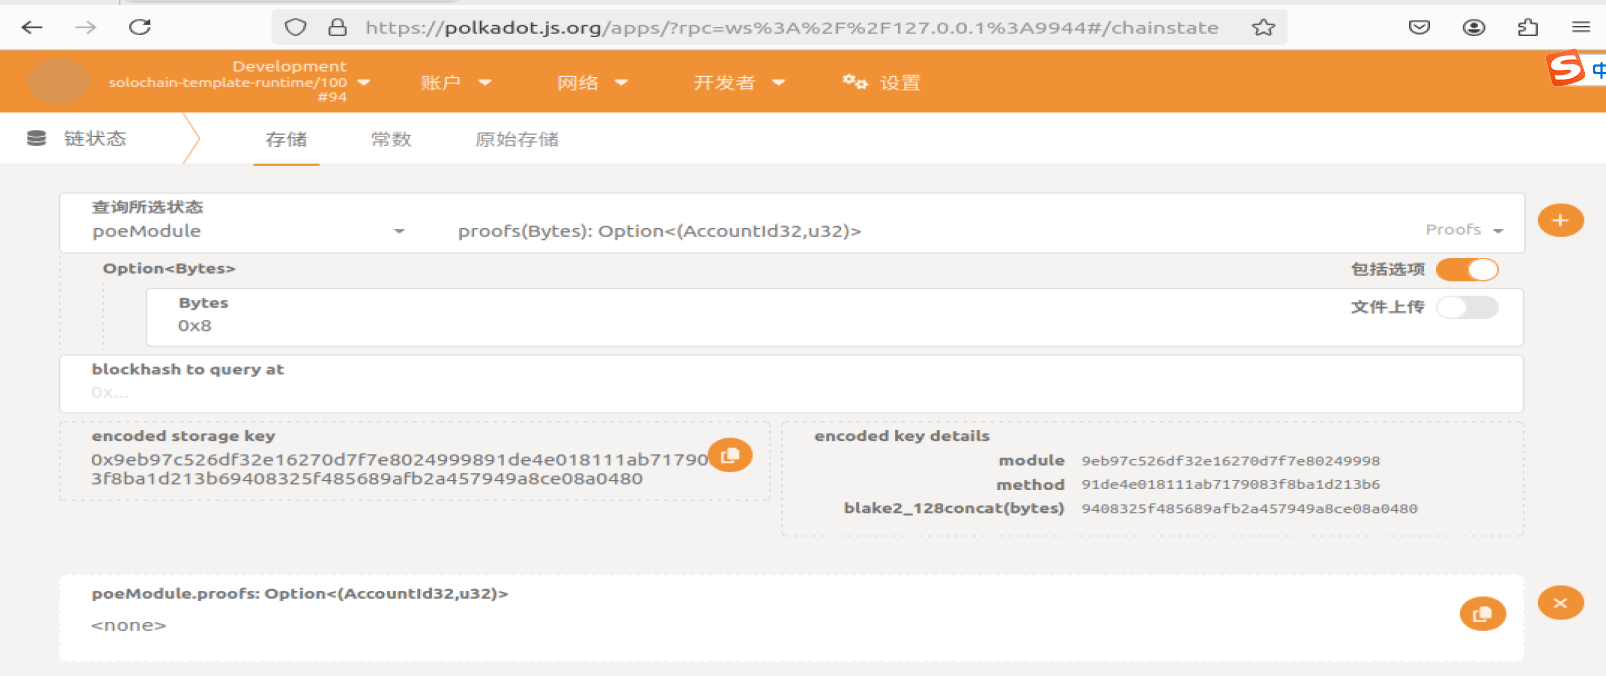 https://polkadot.js.org/apps/?rpc=ws%3A%2F%2F127.0.0.1%3A9944#/chainstate
Development
solochain-template-runtime/100
#94
账户
网络
开发者
设置
S
中
链状态
存储
常数
原始存储
查询所选状态
poeModule
proofs(Bytes): Option<(AccountId32,u32)>
Proofs
Option<Bytes>
包括选项
Bytes
0x8
文件上传
blockhash to query at
0x...
encoded storage key
0x9eb97c526df32e16270d7f7e8024999891de4e018111ab71790
3f8ba1d213b69408325f485689afb2a457949a8ce08a0480
encoded key details
module 9eb97c526df32e16270d7f7e80249998
method 91de4e018111ab7179083f8ba1d213b6
blake2_128concat(bytes) 9408325f485689afb2a457949a8ce08a0480
poeModule.proofs: Option<(AccountId32,u32)>
<none>